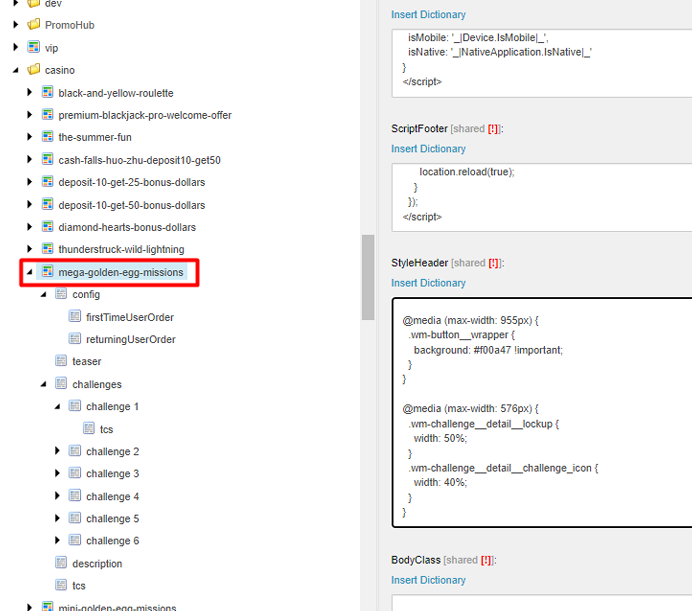 dev
PromoHub
vip
casino
black-and-yellow-roulette
premium-blackjack-pro-welcome-offer
the-summer-fun
cash-falls-huo-zhu-deposit10-get50
deposit-10-get-25-bonus-dollars
deposit-10-get-50-bonus-dollars
diamond-hearts-bonus-dollars
thunderstruck-wild-lightning
mega-golden-egg-missions
config
firstTimeUserOrder
returningUserOrder
teaser
challenges
challenge 1
tcs
challenge 2
challenge 3
challenge 4
challenge 5
challenge 6
description
tcs
mini-golden-egg-missions
Insert Dictionary
isMobile: '_|Device.IsMobile|_',
isNative: '_|NativeApplication.IsNative|_'
}
</script>
ScriptFooter [shared [!]]:
Insert Dictionary
location.reload(true);
}
});
</script>
StyleHeader [shared [!]]:
Insert Dictionary
@media (max-width: 955px) {
.wm-button__wrapper {
background: #f00a47 !important;
}
}
@media (max-width: 576px) {
.wm-challenge__detail__lockup {
width: 50%;
}
.wm-challenge__detail__challenge_icon {
width: 40%;
}
}
BodyClass [shared [!]]:
Insert Dictionary